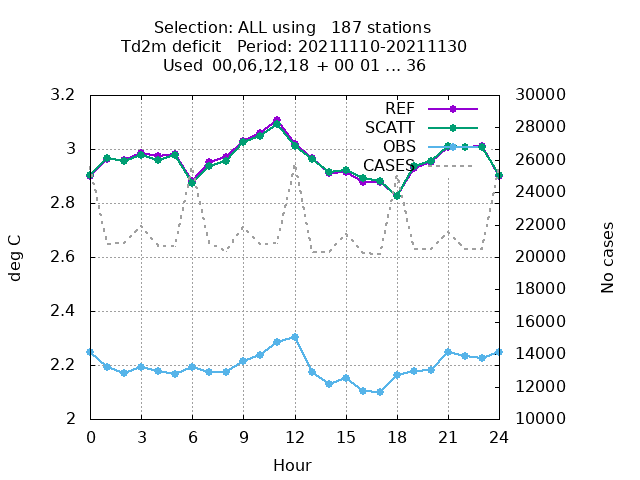 Selection: ALL using   187 stations
Td2m deficit   Period: 20211110-20211130
Used  00,06,12,18 + 00 01 ... 36
3.2
3
2.8
2.6
2.4
2.2
2
deg C
30000
28000
26000
24000
22000
20000
18000
16000
14000
12000
10000
No cases
REF
SCATT
OBS
CASES
0 3 6 9 12 15 18 21 24
Hour